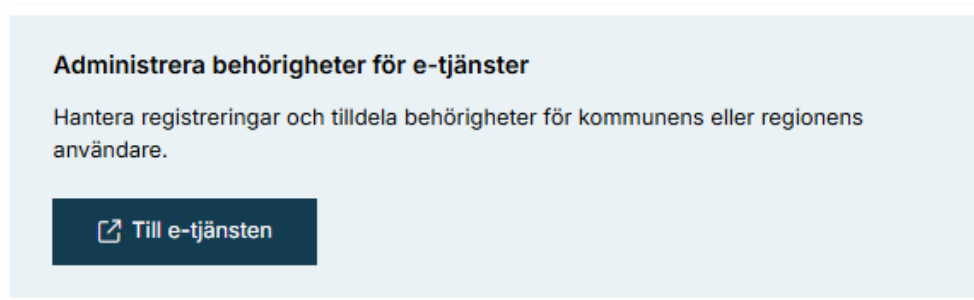 Administrera behörigheter för e-tjänster
Hantera registreringar och tilldela behörigheter för kommunens eller regionens
användare.
Till e-tjänsten